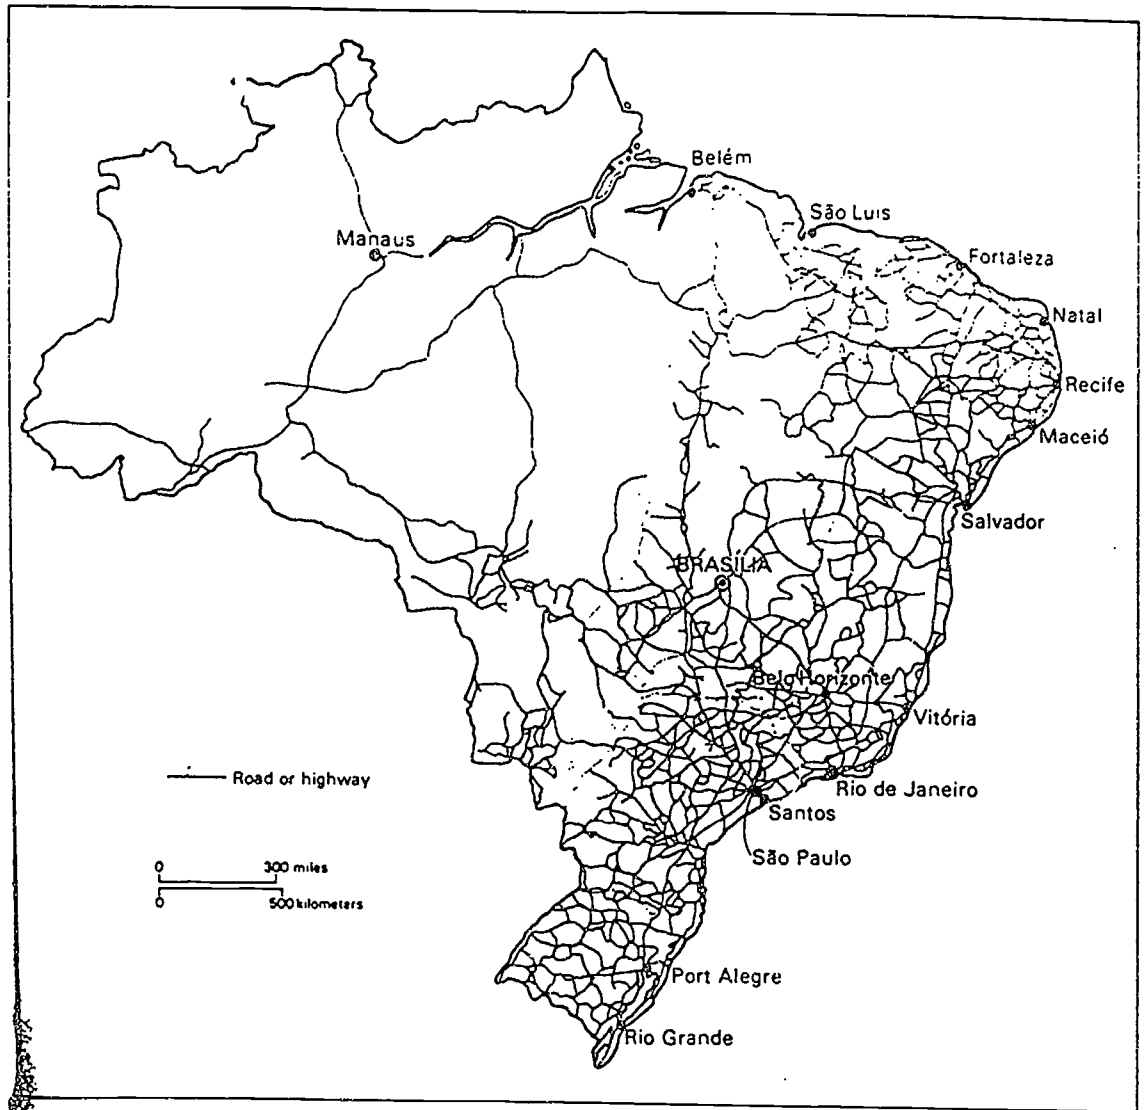 Belém
São Luis
Manaus
Fortaleza
Natal
Recife
Maceió
Salvador
BRASÍLIA
Belo Horizonte
Vitória
Road or highway
Rio de Janeiro
Santos
São Paulo
0 300 miles
0 500 kilometers
Port Alegre
Rio Grande